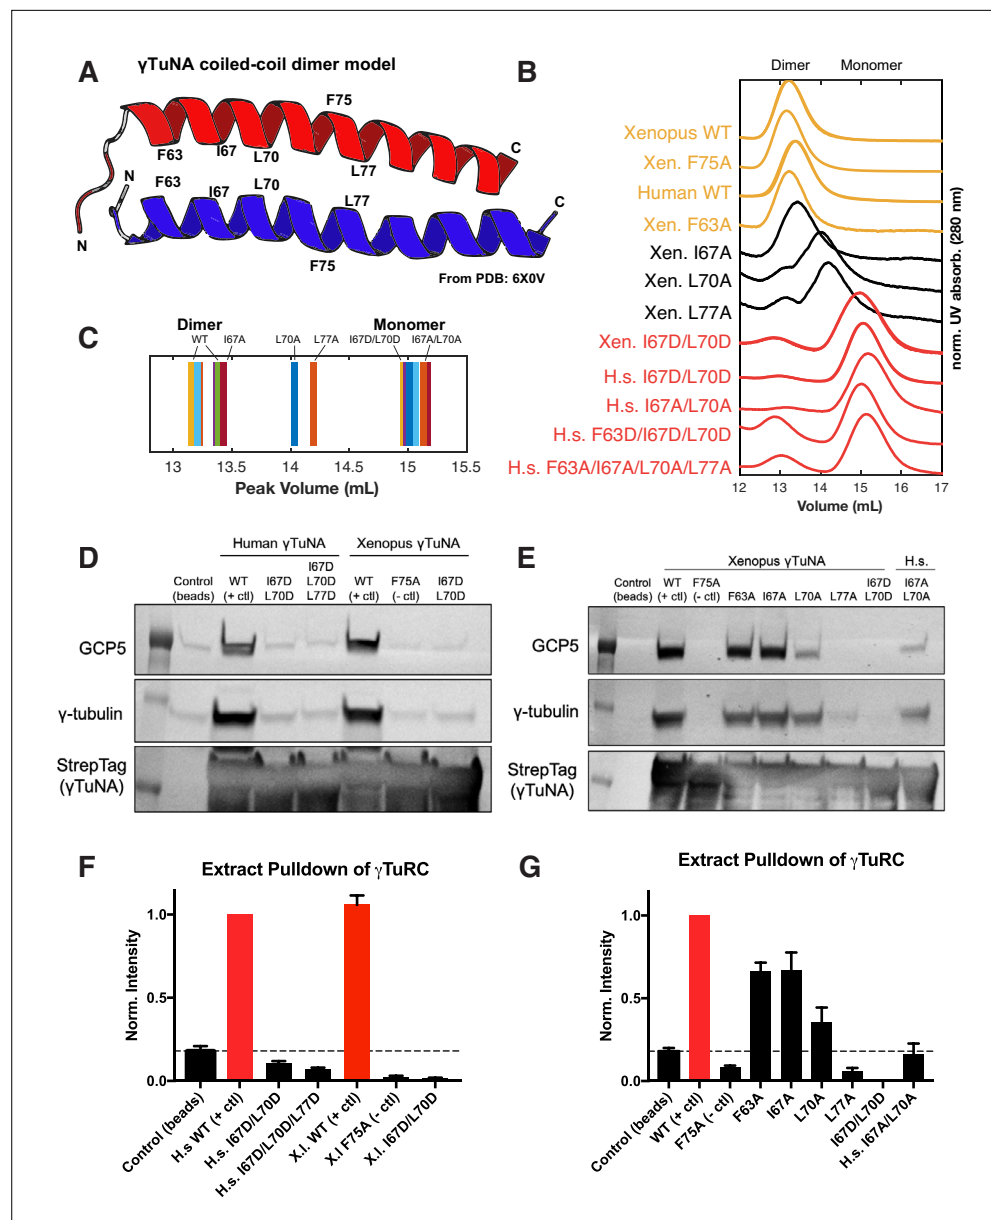 A
γTuNA coiled-coil dimer model
F75
F63
I67
L70
L77
C
N
F63
I67
L70
L77
C
N
F75
From PDB: 6X0V
B
Dimer
Monomer
Xenopus WT
Xen. F75A
Human WT
Xen. F63A
Xen. I67A
Xen. L70A
Xen. L77A
Xen. I67D/L70D
H.s. I67D/L70D
H.s. I67A/L70A
H.s. F63D/I67D/L70D
H.s. F63A/I67A/L70A/L77A
norm. UV absorb. (280 nm)
12 13 14 15 16 17
Volume (mL)
C
Dimer
Monomer
WT
I67A
L70A
L77A
I67D/L70D
I67A/L70A
13 13.5 14 14.5 15 15.5
Peak Volume (mL)
D
Human γTuNA
Xenopus γTuNA
Control (beads)
WT (+ ctl)
I67D L70D
I67D L70D L77D
WT (+ ctl)
F75A (- ctl)
I67D L70D
GCP5
γ-tubulin
StrepTag (γTuNA)
E
Xenopus γTuNA
H.s.
Control (beads)
WT (+ ctl)
F75A (- ctl)
F63A
I67A
L70A
L77A
I67D L70D
I67A L70A
GCP5
γ-tubulin
StrepTag (γTuNA)
F
Extract Pulldown of γTuRC
Norm. Intensity
1.0
0.5
0.0
Control (beads)
H.s WT (+ ctl)
H.s. I67D/L70D
H.s. I67D/L70D/L77D
X.l. WT (+ ctl)
X.l F75A (- ctl)
X.l. I67D/L70D
G
Extract Pulldown of γTuRC
Norm. Intensity
1.0
0.5
0.0
Control (beads)
WT (+ ctl)
F75A (- ctl)
F63A
I67A
L70A
L77A
I67D/L70D
H.s. I67A/L70A